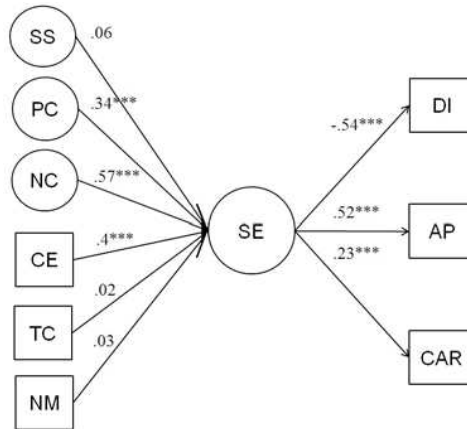 SS
.06
PC
.34***
NC
.57***
CE
.4***
TC
.02
NM
.03
SE
-.54***
DI
.52***
AP
.23***
CAR